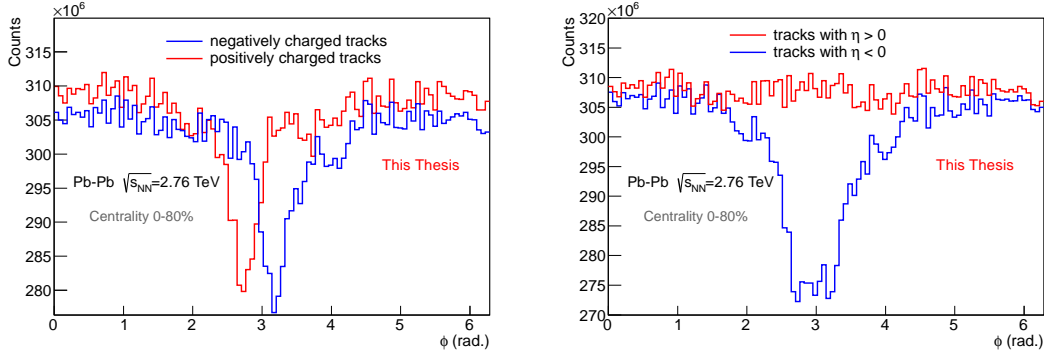 ×10⁶
Counts
negatively charged tracks
positively charged tracks
315
310
305
300
295
290
285
280
This Thesis
Pb-Pb √sNN=2.76 TeV
Centrality 0-80%
0 1 2 3 4 5 6
ϕ (rad.)
×10⁶
Counts
320
315
310
305
300
295
290
285
280
275
270
tracks with η > 0
tracks with η < 0
This Thesis
Pb-Pb √sNN=2.76 TeV
Centrality 0-80%
0 1 2 3 4 5 6
ϕ (rad.)